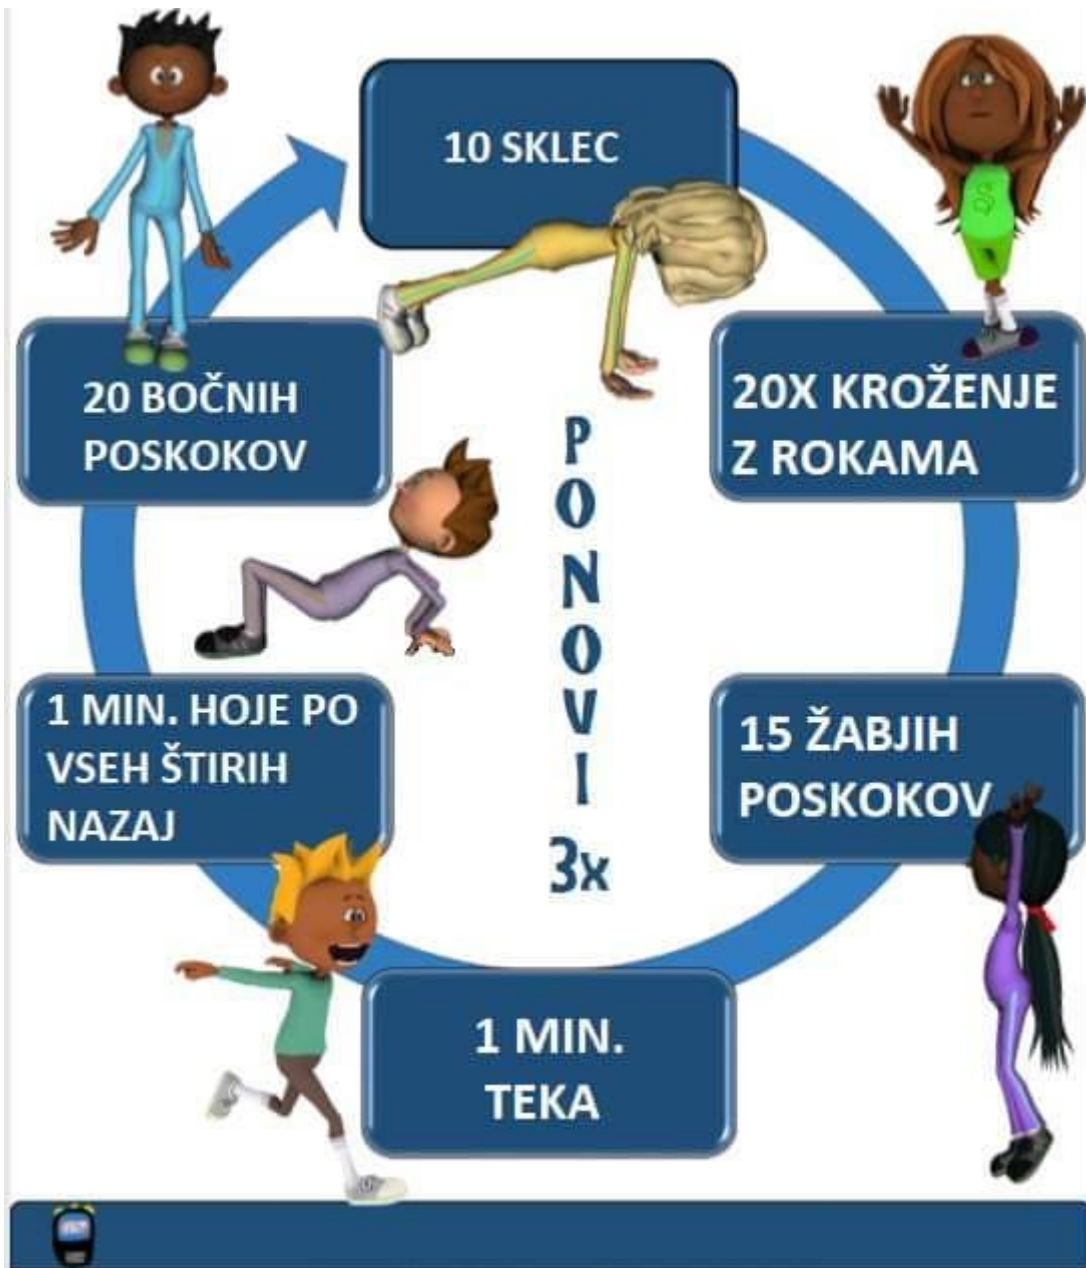 10 SKLEC
20X KROŽENJE
Z ROKAMA
15 ŽABJIH
POSKOKOV
1 MIN.
TEKA
1 MIN. HOJE PO
VSEH ŠTIRIH
NAZAJ
20 BOČNIH
POSKOKOV
PONOVI
3x